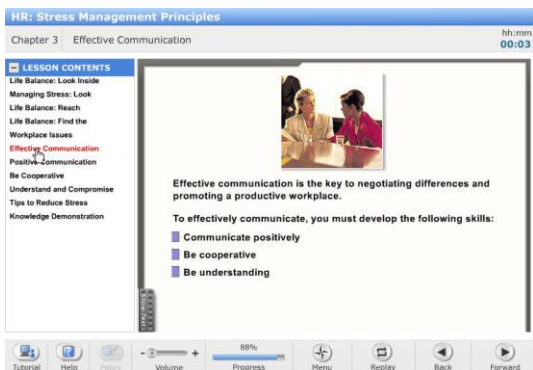 HR: Stress Management Principles
Chapter 3 Effective Communication
hh:mm
00:03
LESSON CONTENTS
Life Balance: Look Inside
Managing Stress: Look
Life Balance: Reach
Life Balance: Find the
Workplace Issues
Effective Communication
Positive Communication
Be Cooperative
Understand and Compromise
Tips to Reduce Stress
Knowledge Demonstration
Effective communication is the key to negotiating differences and
promoting a productive workplace.
To effectively communicate, you must develop the following skills:
Communicate positively
Be cooperative
Be understanding
88%
Tutorial Help Policy - + Volume Progress Menu Replay Back Forward